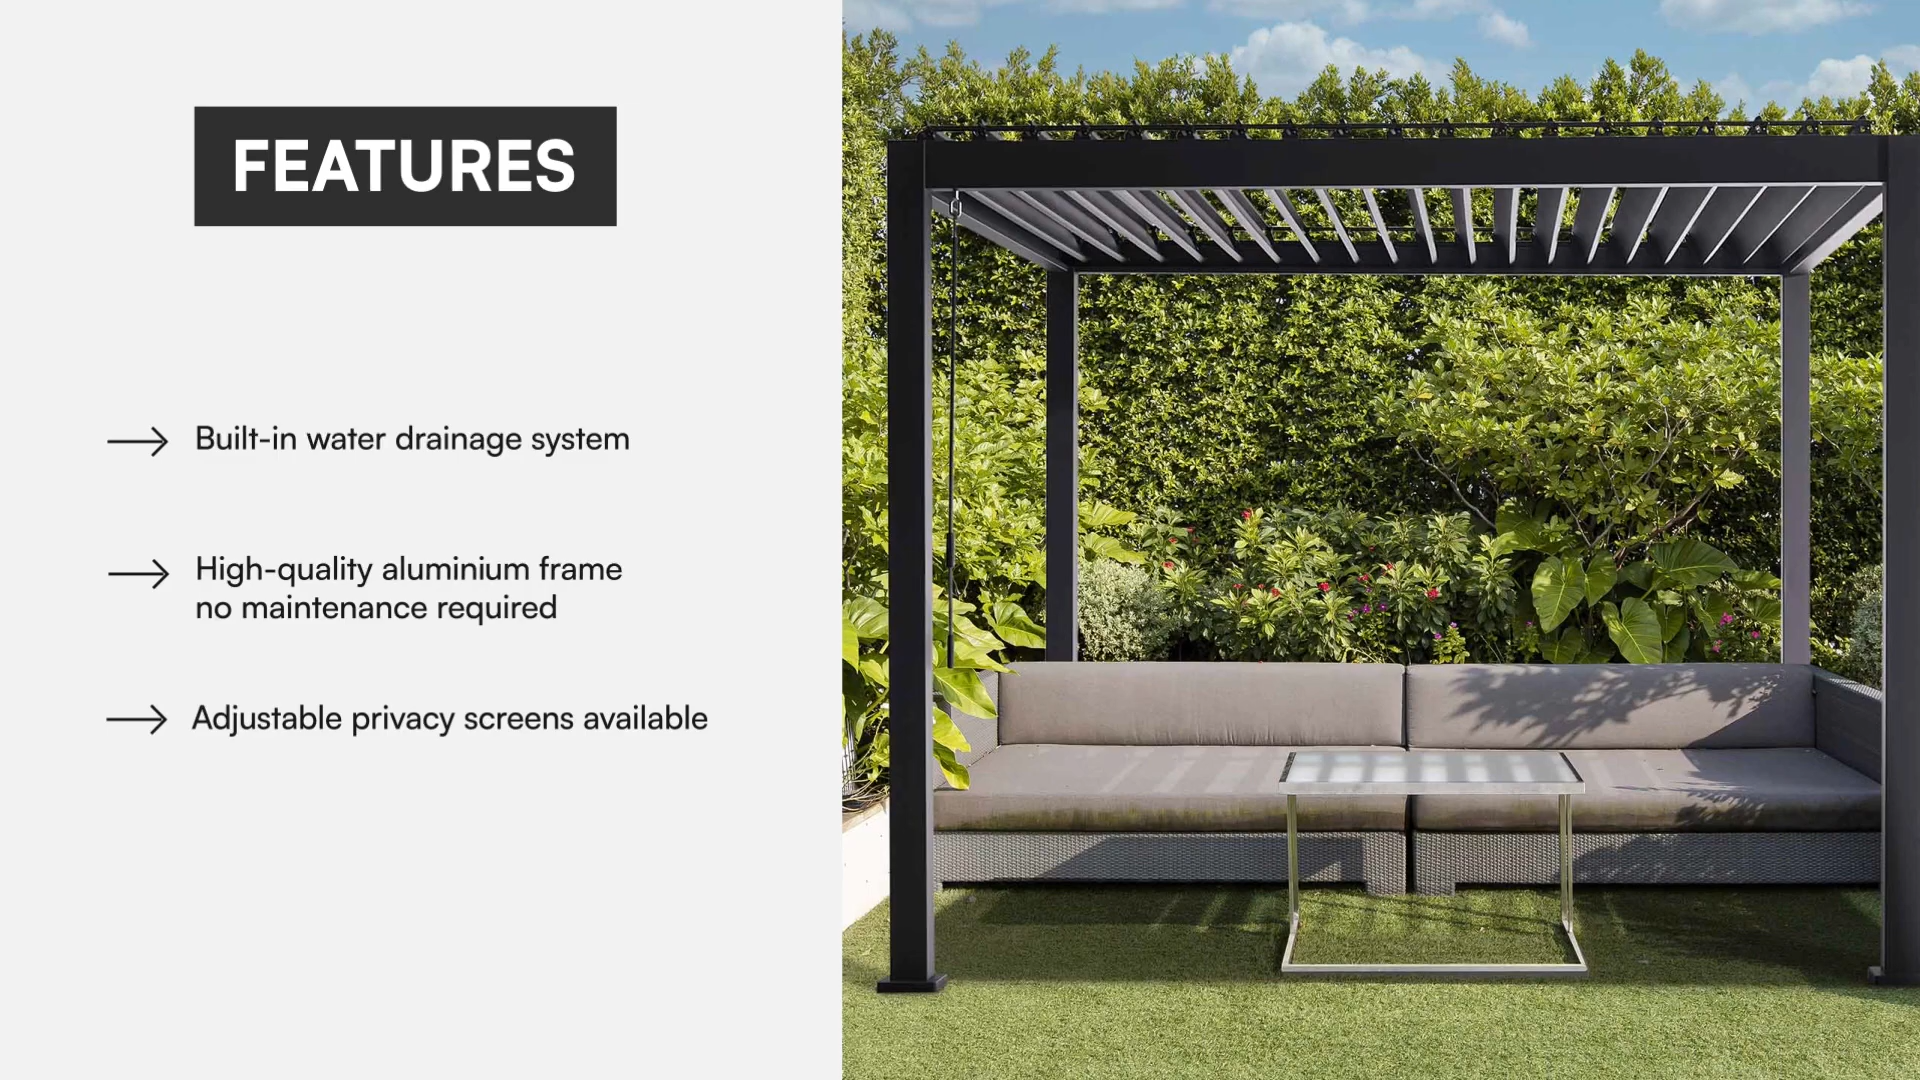 FEATURES
Built-in water drainage system
High-quality aluminium frame
no maintenance required
Adjustable privacy screens available